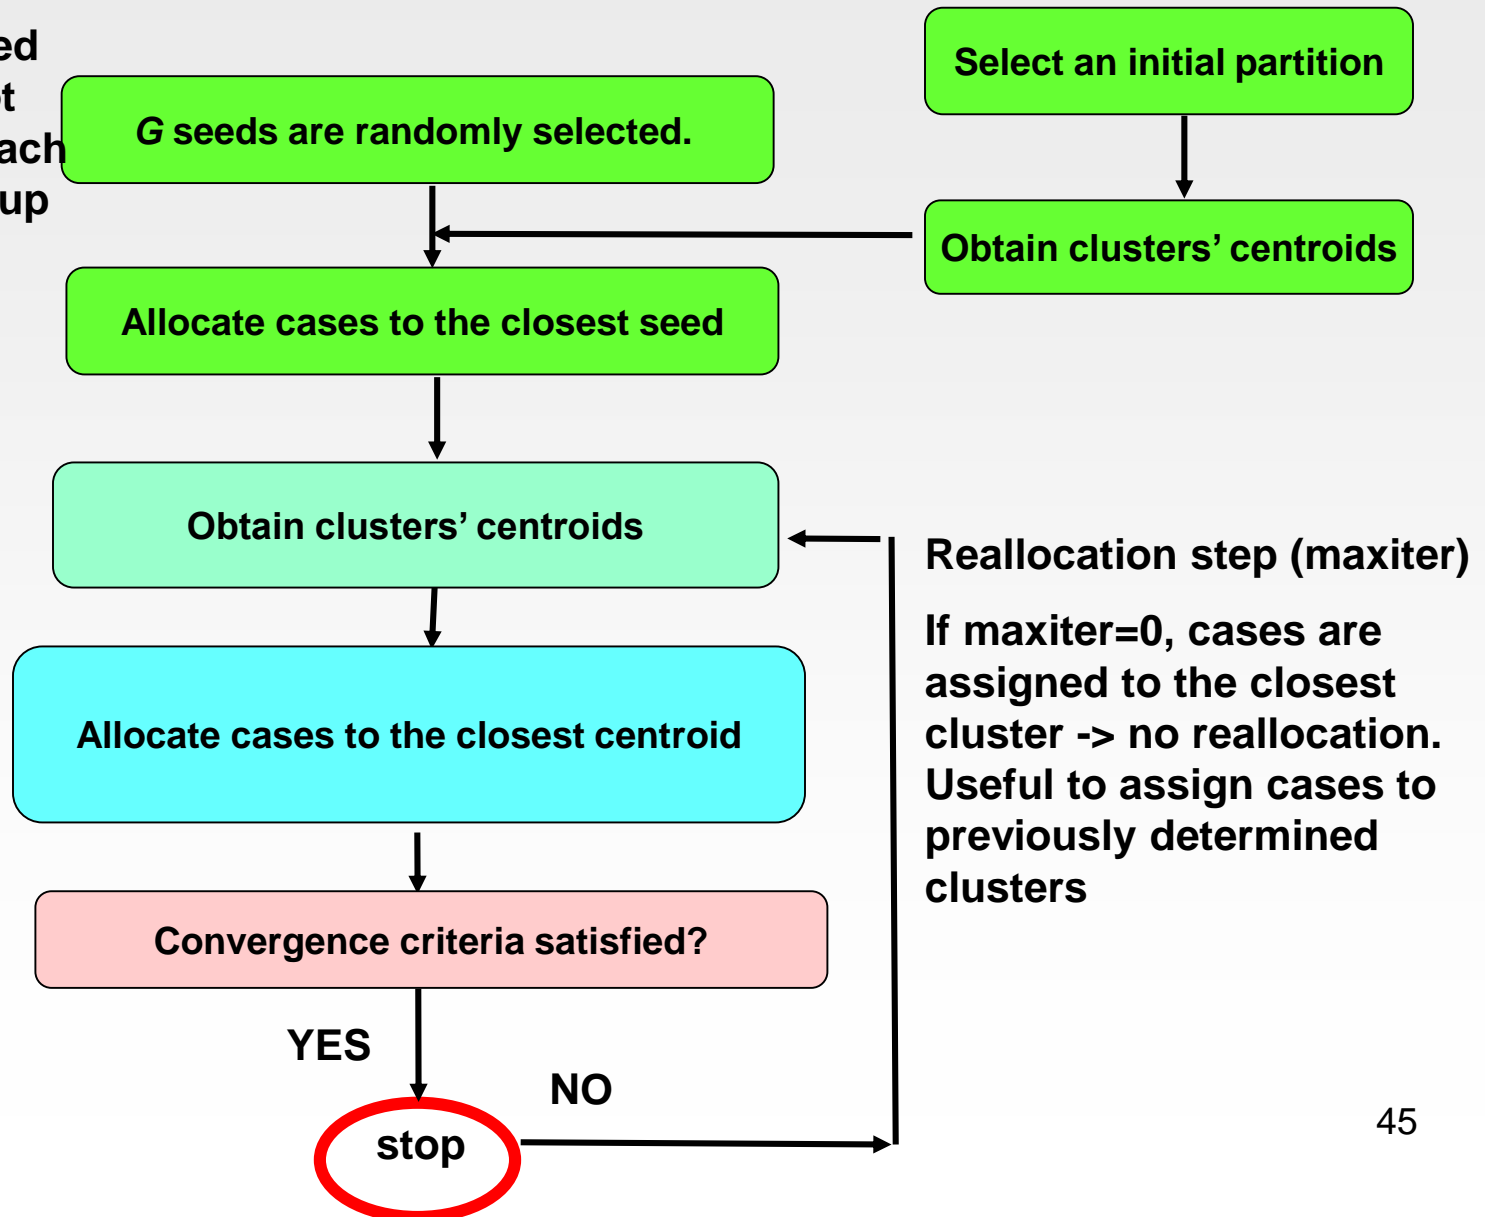 Select an initial partition
G seeds are randomly selected.
up
Obtain clusters’ centroids
Allocate cases to the closest seed
Obtain clusters’ centroids
Reallocation step (maxiter)
If maxiter=0, cases are
assigned to the closest
cluster -> no reallocation.
Useful to assign cases to
previously determined
clusters
Allocate cases to the closest centroid
Convergence criteria satisfied?
YES
NO
stop
45